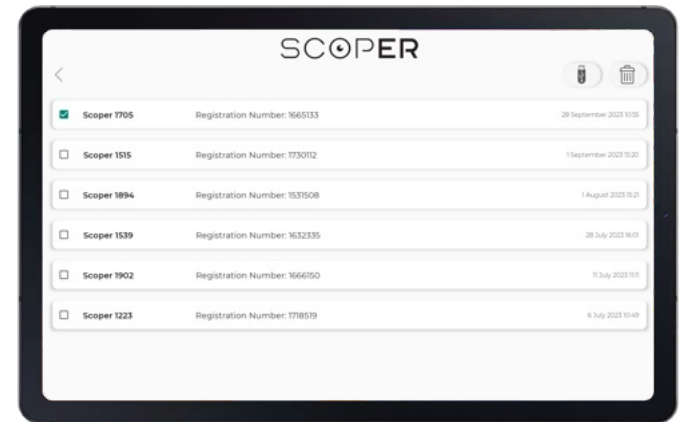 SCOPER
Scoper 1705 Registration Number: 1665133 28 September 2023 10:55
Scoper 1515 Registration Number: 1730112 1 September 2023 15:20
Scoper 1894 Registration Number: 1531508 1 August 2023 15:21
Scoper 1539 Registration Number: 1632335 28 July 2023 16:01
Scoper 1902 Registration Number: 1666150 11 July 2023 11:11
Scoper 1223 Registration Number: 1718519 6 July 2023 10:49